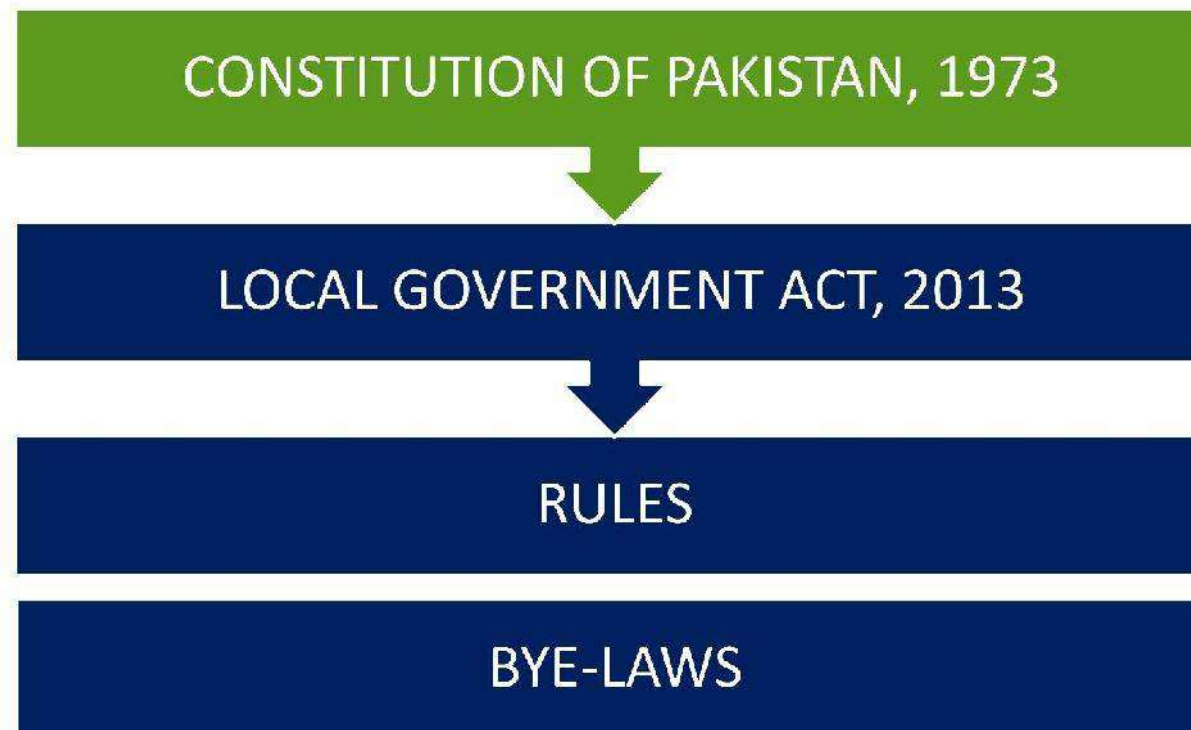 CONSTITUTION OF PAKISTAN, 1973
LOCAL GOVERNMENT ACT, 2013
RULES
BYE-LAWS